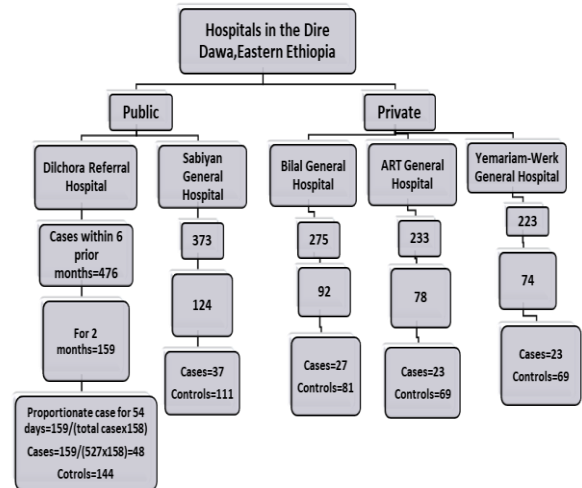 Hospitals in the Dire
Dawa,Eastern Ethiopia
Public
Private
Dilchora Referral
Hospital
Sabiyan
General
Hospital
Bilal General
Hospital
ART General
Hospital
Yemariam-Werk
General Hospital
Cases within 6
prior
months=476
373
275
233
223
For 2
months=159
124
92
78
74
Proportionate case for 54
days=159/(total casex158)
Cases=159/(527x158)=48
Cotrols=144
Cases=37
Controls=111
Cases=27
Controls=81
Cases=23
Controls=69
Cases=23
Controls=69